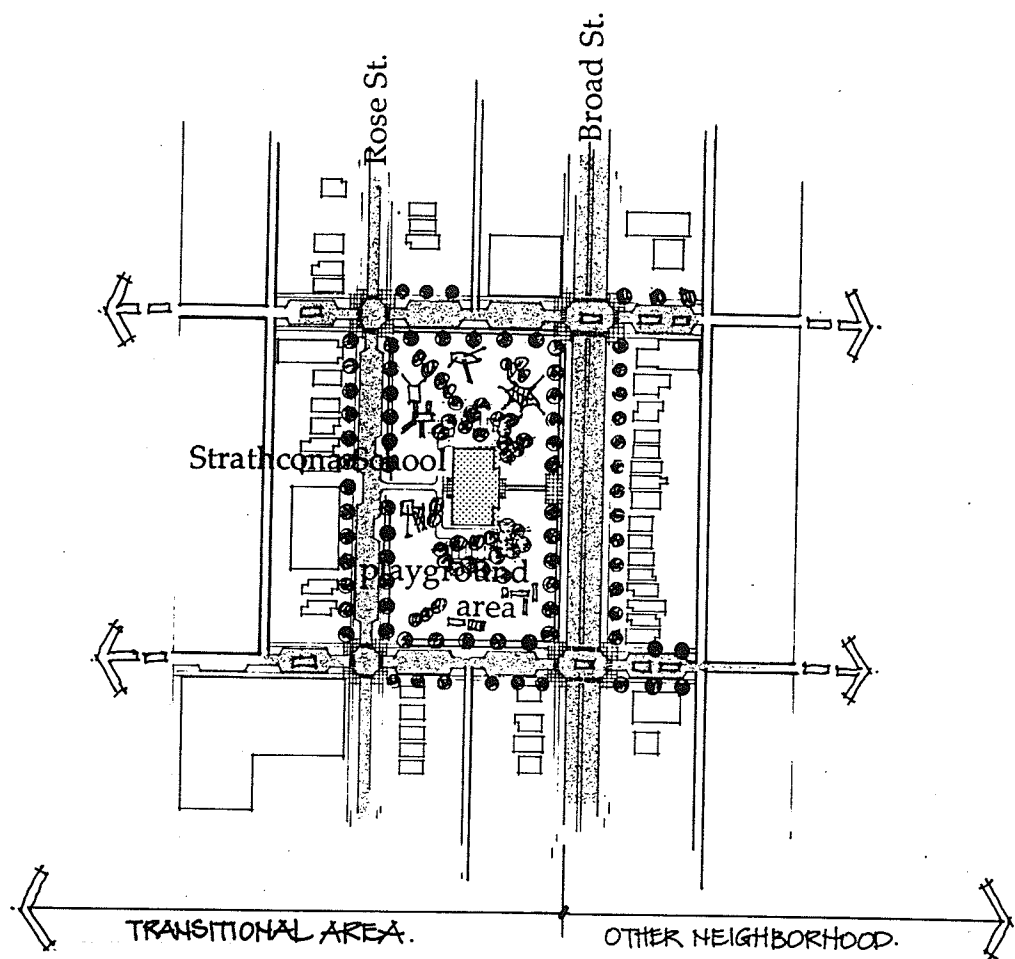 Rose St.
Broad St.
Strathcona School
playground
area
TRANSITIONAL AREA.
OTHER NEIGHBORHOOD.